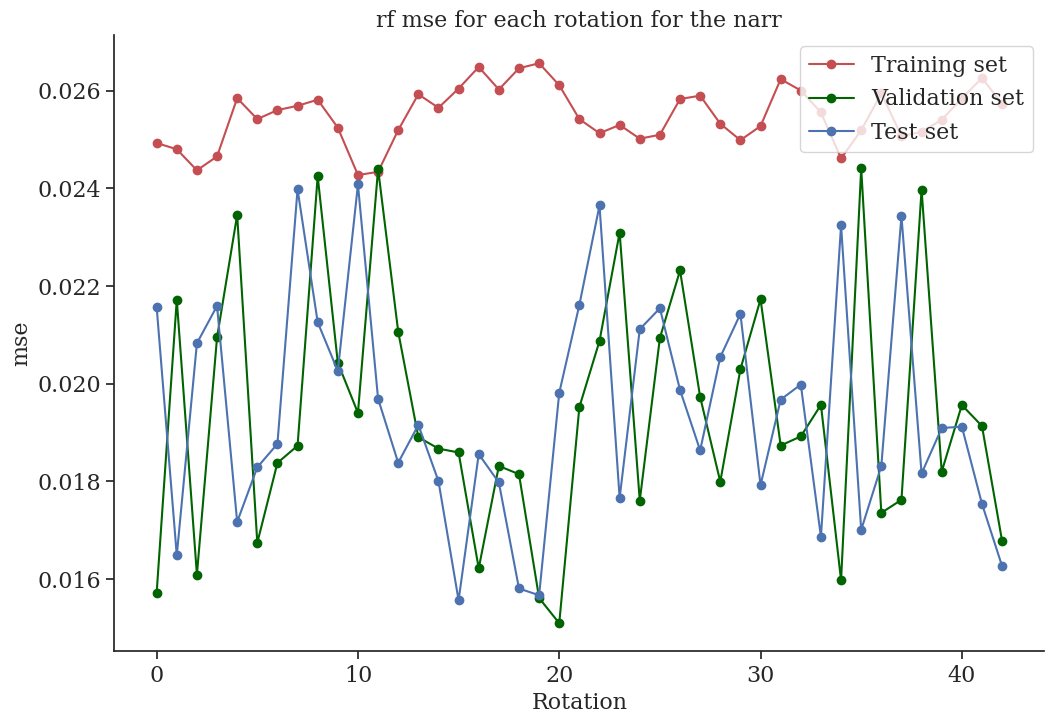 rf mse for each rotation for the narr
Training set
Validation set
Test set
mse
0.026
0.024
0.022
0.020
0.018
0.016
0 10 20 30 40
Rotation